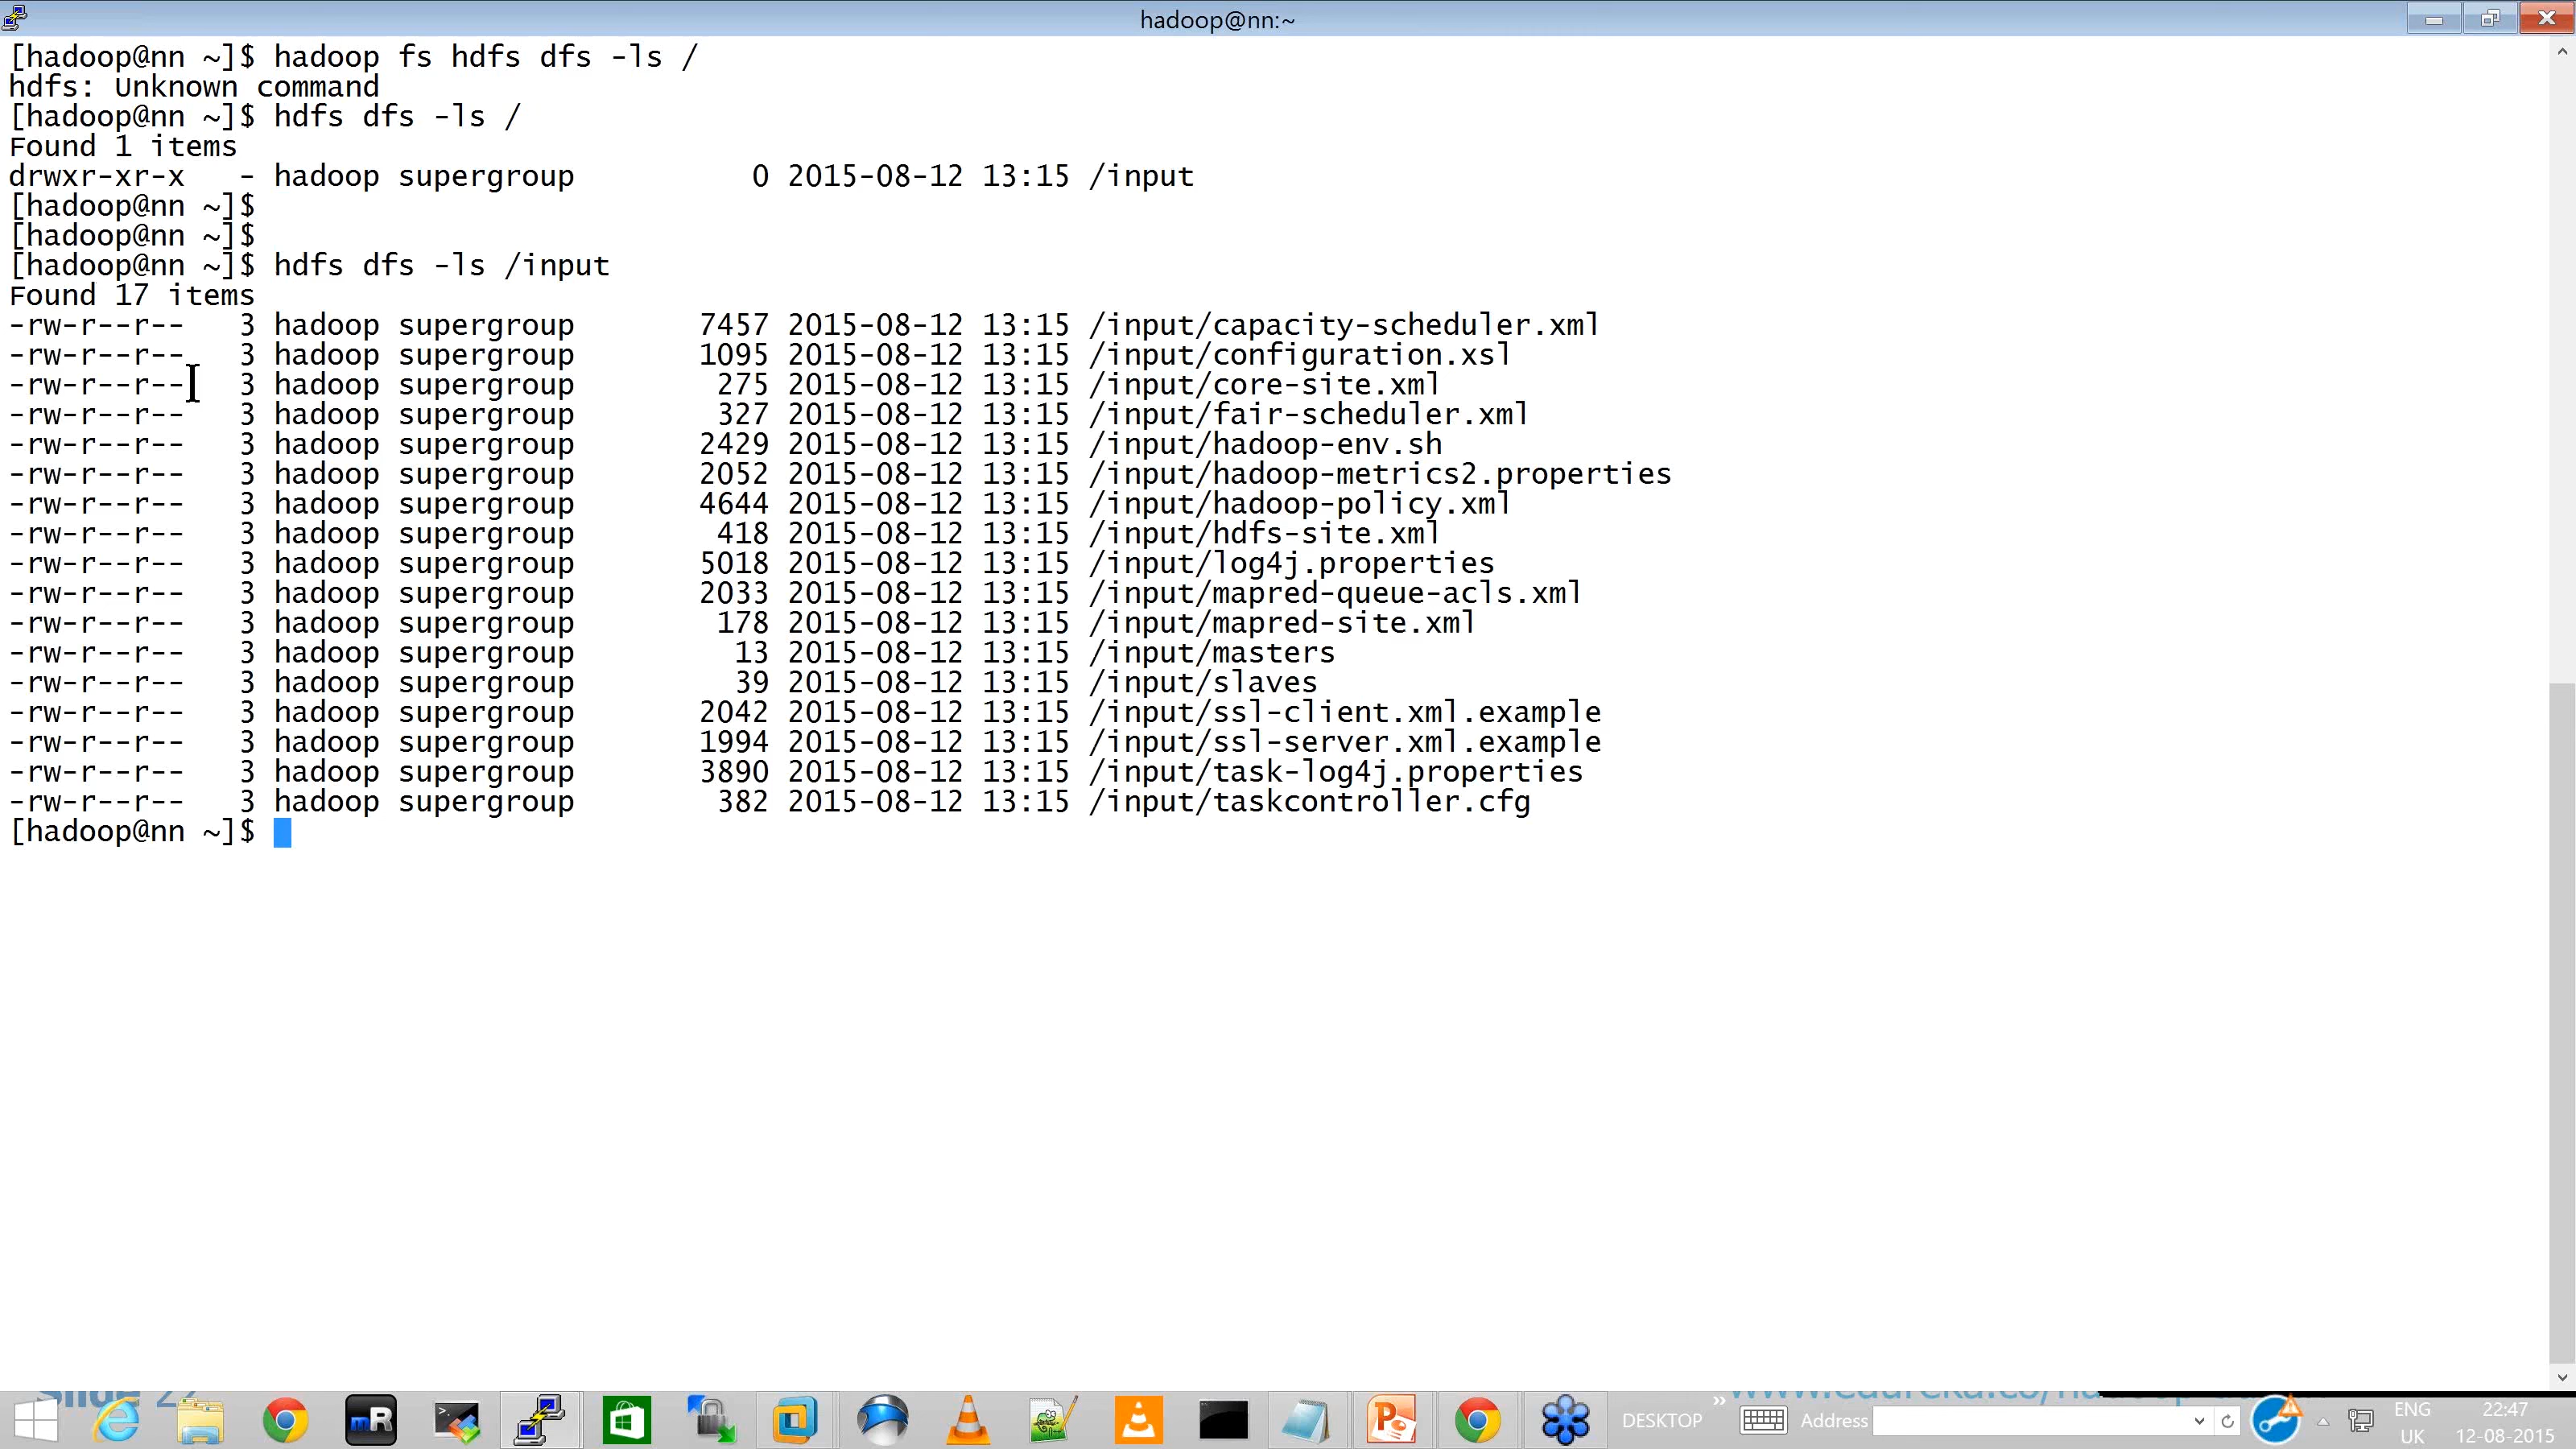 hadoop@nn:~
[hadoop@nn ~]$ hadoop fs hdfs dfs -ls /
hdfs: Unknown command
[hadoop@nn ~]$ hdfs dfs -ls /
Found 1 items
drwxr-xr-x   - hadoop supergroup          0 2015-08-12 13:15 /input
[hadoop@nn ~]$
[hadoop@nn ~]$
[hadoop@nn ~]$ hdfs dfs -ls /input
Found 17 items
-rw-r--r--   3 hadoop supergroup       7457 2015-08-12 13:15 /input/capacity-scheduler.xml
-rw-r--r--   3 hadoop supergroup       1095 2015-08-12 13:15 /input/configuration.xsl
-rw-r--r--   3 hadoop supergroup        275 2015-08-12 13:15 /input/core-site.xml
-rw-r--r--   3 hadoop supergroup        327 2015-08-12 13:15 /input/fair-scheduler.xml
-rw-r--r--   3 hadoop supergroup       2429 2015-08-12 13:15 /input/hadoop-env.sh
-rw-r--r--   3 hadoop supergroup       2052 2015-08-12 13:15 /input/hadoop-metrics2.properties
-rw-r--r--   3 hadoop supergroup       4644 2015-08-12 13:15 /input/hadoop-policy.xml
-rw-r--r--   3 hadoop supergroup        418 2015-08-12 13:15 /input/hdfs-site.xml
-rw-r--r--   3 hadoop supergroup       5018 2015-08-12 13:15 /input/log4j.properties
-rw-r--r--   3 hadoop supergroup       2033 2015-08-12 13:15 /input/mapred-queue-acls.xml
-rw-r--r--   3 hadoop supergroup        178 2015-08-12 13:15 /input/mapred-site.xml
-rw-r--r--   3 hadoop supergroup         13 2015-08-12 13:15 /input/masters
-rw-r--r--   3 hadoop supergroup         39 2015-08-12 13:15 /input/slaves
-rw-r--r--   3 hadoop supergroup       2042 2015-08-12 13:15 /input/ssl-client.xml.example
-rw-r--r--   3 hadoop supergroup       1994 2015-08-12 13:15 /input/ssl-server.xml.example
-rw-r--r--   3 hadoop supergroup       3890 2015-08-12 13:15 /input/task-log4j.properties
-rw-r--r--   3 hadoop supergroup        382 2015-08-12 13:15 /input/taskcontroller.cfg
[hadoop@nn ~]$
mR
DESKTOP
Address
ENG
UK
22:47
12-08-2015